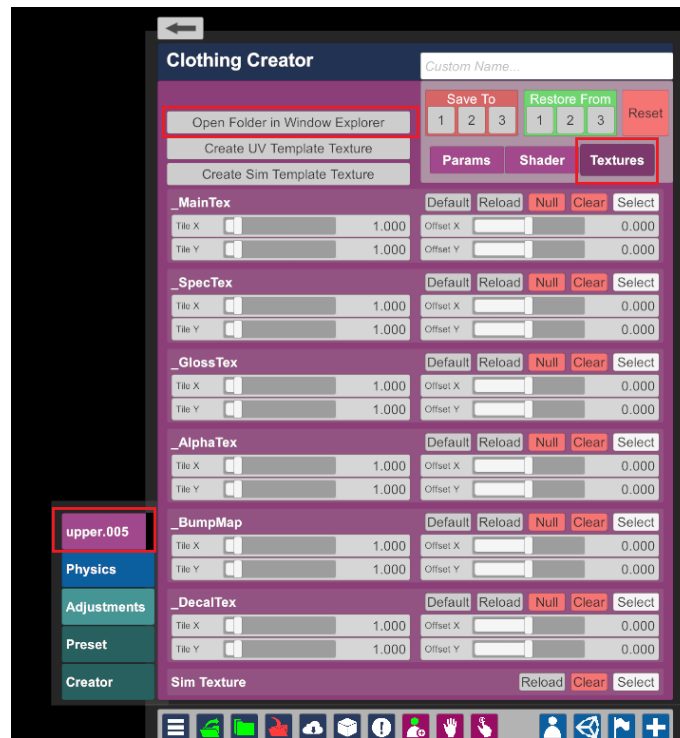 Clothing Creator
Custom Name...
Open Folder in Window Explorer
Create UV Template Texture
Create Sim Template Texture
Save To
1 2 3
Restore From
1 2 3
Reset
Params Shader Textures
_MainTex Default Reload Null Clear Select
Tile X 1.000 Offset X 0.000
Tile Y 1.000 Offset Y 0.000
_SpecTex Default Reload Null Clear Select
Tile X 1.000 Offset X 0.000
Tile Y 1.000 Offset Y 0.000
_GlossTex Default Reload Null Clear Select
Tile X 1.000 Offset X 0.000
Tile Y 1.000 Offset Y 0.000
_AlphaTex Default Reload Null Clear Select
Tile X 1.000 Offset X 0.000
Tile Y 1.000 Offset Y 0.000
_BumpMap Default Reload Null Clear Select
Tile X 1.000 Offset X 0.000
Tile Y 1.000 Offset Y 0.000
_DecalTex Default Reload Null Clear Select
Tile X 1.000 Offset X 0.000
Tile Y 1.000 Offset Y 0.000
Sim Texture Reload Clear Select
upper.005
Physics
Adjustments
Preset
Creator